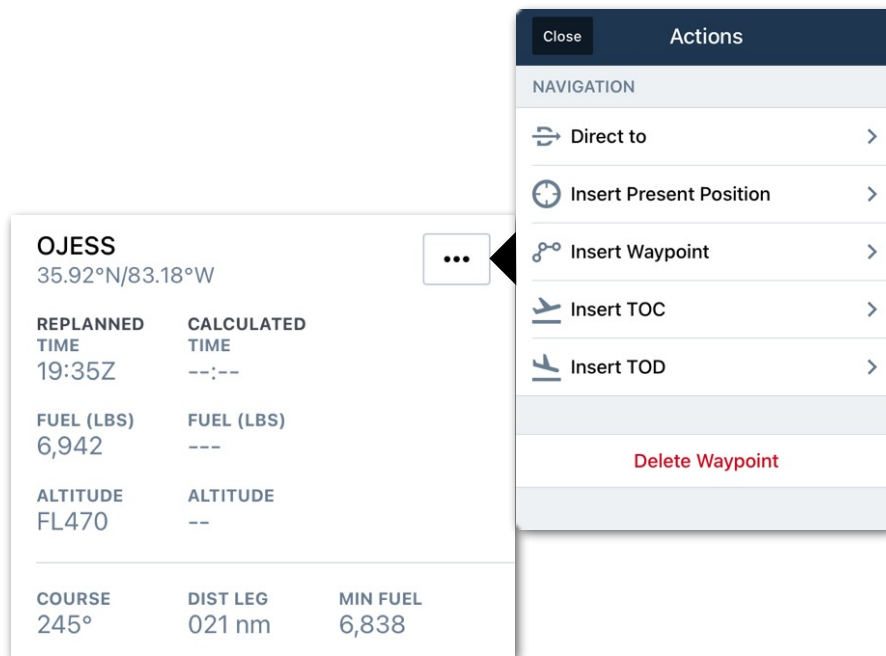 Close Actions
NAVIGATION
Direct to
Insert Present Position
Insert Waypoint
Insert TOC
Insert TOD
Delete Waypoint
OJESS
35.92°N/83.18°W
•••
REPLANNED CALCULATED
TIME TIME
19:35Z --:--
FUEL (LBS) FUEL (LBS)
6,942 ---
ALTITUDE ALTITUDE
FL470 --
COURSE DIST LEG MIN FUEL
245° 021 nm 6,838